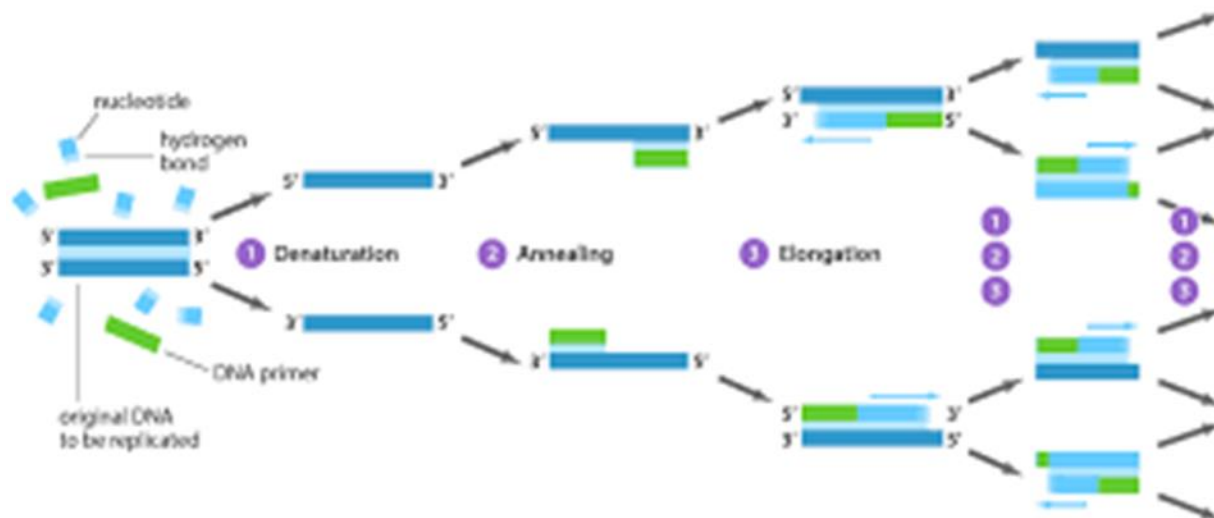 nucleotide
hydrogen
bond
5' 3'
3' 5'
DNA primer
original DNA
to be replicated
5' 3'
1 Denaturation
3' 5'
5' 3'
2 Annealing
3' 5'
5' 3'
3' 5'
3 Elongation
5' 3'
3' 5'
1
2
3
1
2
3